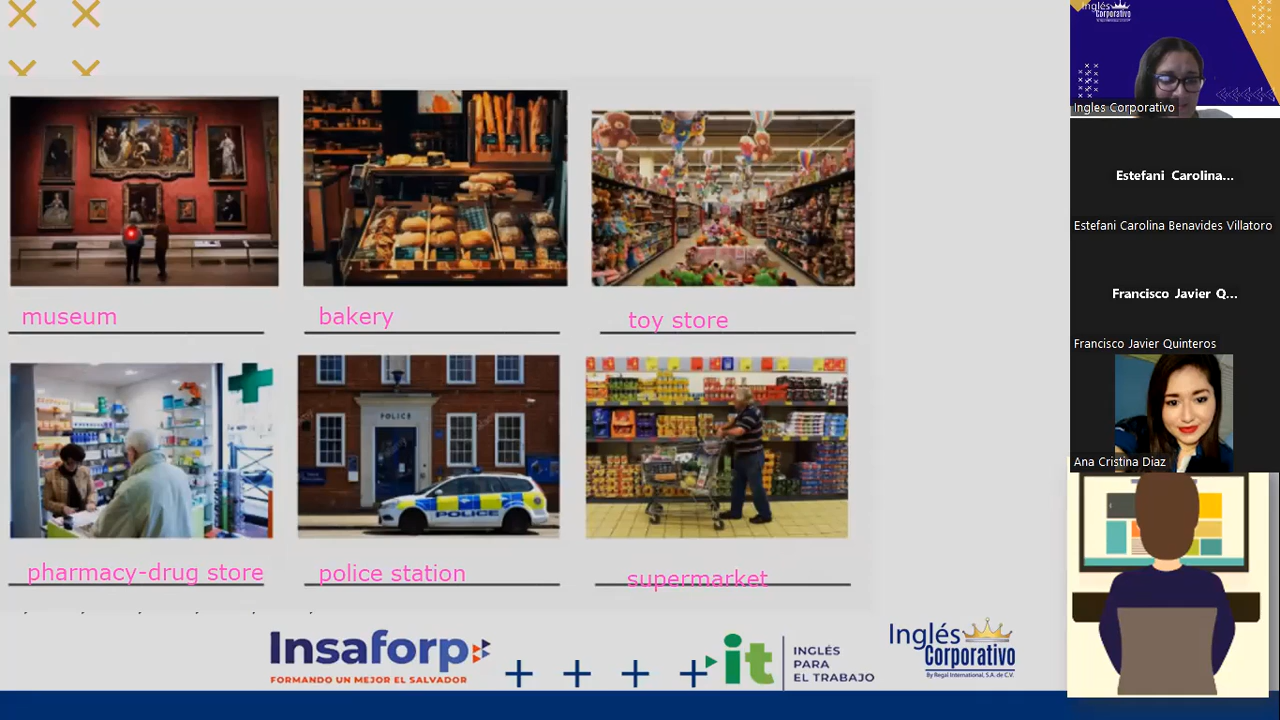 museum
bakery
toy store
POLICE
POLICE
pharmacy-drug store
police station
supermarket
Insaforp
FORMANDO UN MEJOR EL SALVADOR
it
INGLÉS
PARA
EL TRABAJO
Inglés
Corporativo
By Regal International, S.A. de C.V.
Inglés
Corporativo
Ingles Corporativo
Estefani Carolina...
Estefani Carolina Benavides Villatoro
Francisco Javier Q...
Francisco Javier Quinteros
Ana Cristina Diaz